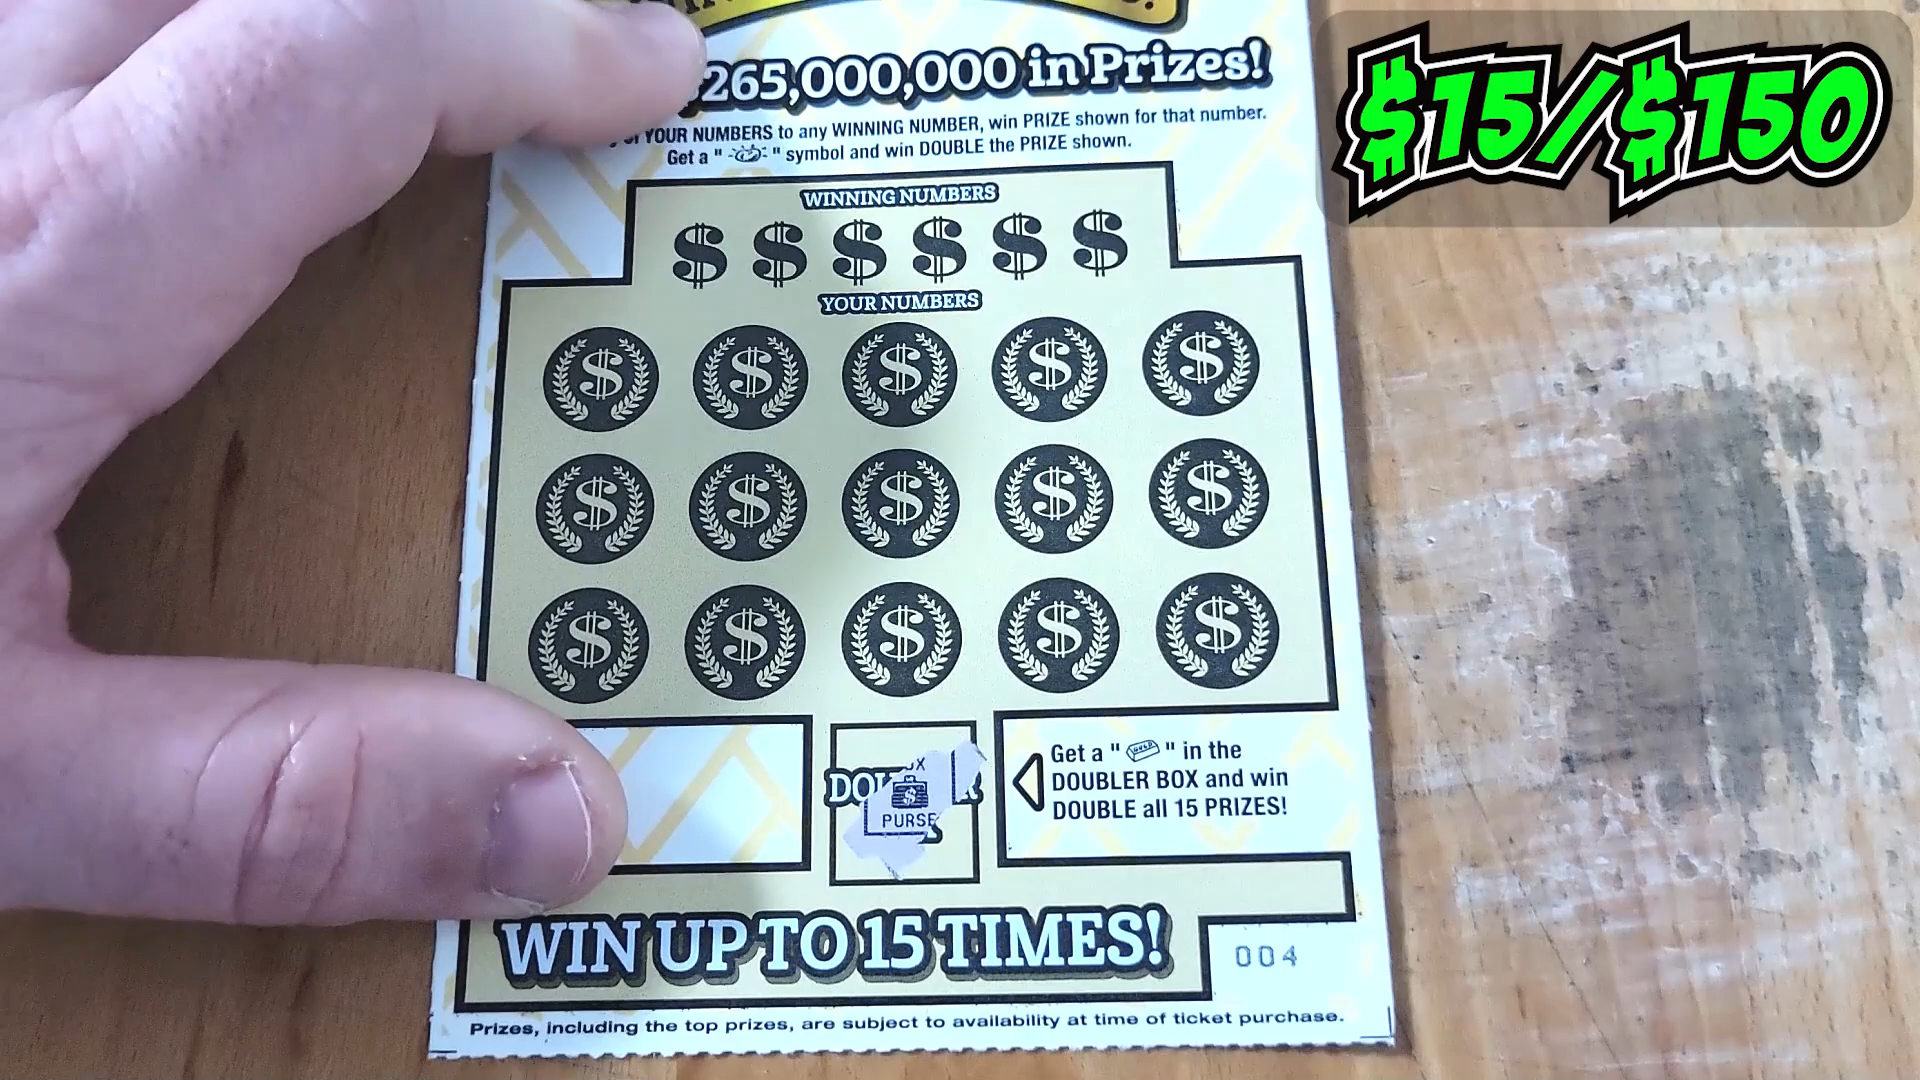 265,000,000 in Prizes!
YOUR NUMBERS to any WINNING NUMBER, win PRIZE shown for that number.
Get a " " symbol and win DOUBLE the PRIZE shown.
$15/$150
WINNING NUMBERS
$ $ $ $ $ $
YOUR NUMBERS
$ $ $ $ $
$ $ $ $ $
$ $ $ $ $
PURSE
Get a " GOLD " in the
DOUBLER BOX and win
DOUBLE all 15 PRIZES!
WIN UP TO 15 TIMES!
004
Prizes, including the top prizes, are subject to availability at time of ticket purchase.